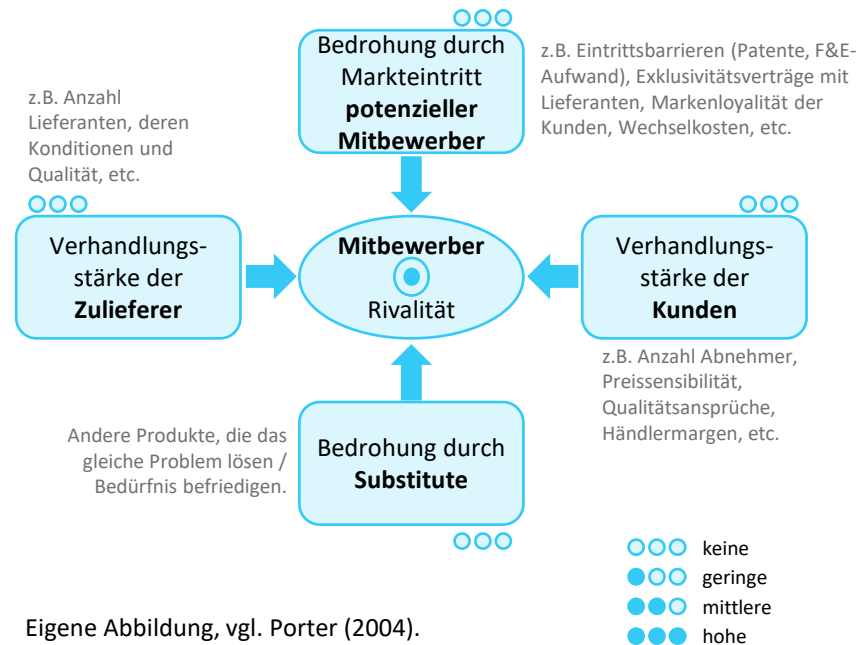 Bedrohung durch
Markteintritt
potenzieller
Mitbewerber
z.B. Eintrittsbarrieren (Patente, F&E-
Aufwand), Exklusivitätsverträge mit
Lieferanten, Markenloyalität der
Kunden, Wechselkosten, etc.
z.B. Anzahl
Lieferanten, deren
Konditionen und
Qualität, etc.
Verhandlungs-
stärke der
Zulieferer
Mitbewerber
Rivalität
Verhandlungs-
stärke der
Kunden
z.B. Anzahl Abnehmer,
Preissensibilität,
Qualitätsansprüche,
Händlermargen, etc.
Andere Produkte, die das
gleiche Problem lösen /
Bedürfnis befriedigen.
Bedrohung durch
Substitute
keine
geringe
mittlere
hohe
Eigene Abbildung, vgl. Porter (2004).